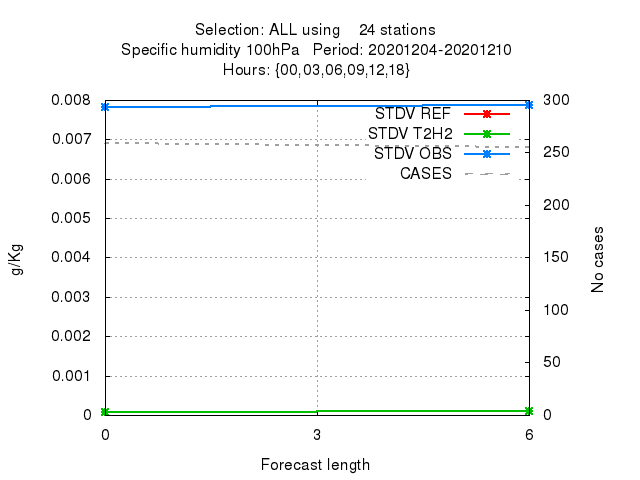 Selection: ALL using 24 stations
Specific humidity 100hPa Period: 20201204-20201210
Hours: {00,03,06,09,12,18}
0.008
0.007
0.006
0.005
0.004
0.003
0.002
0.001
0
g/Kg
STDV REF
STDV T2H2
STDV OBS
CASES
300
250
200
150
100
50
0
No cases
0 3 6
Forecast length